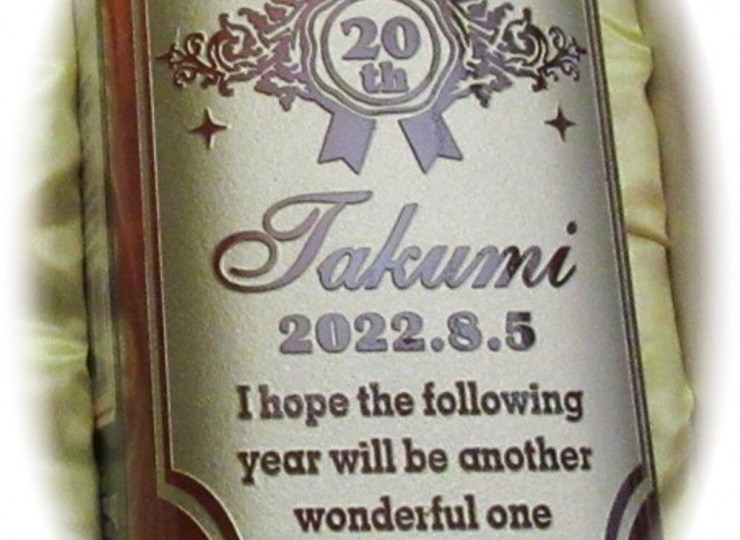 20
th
Takumi
2022.8.5
I hope the following
year will be another
wonderful one